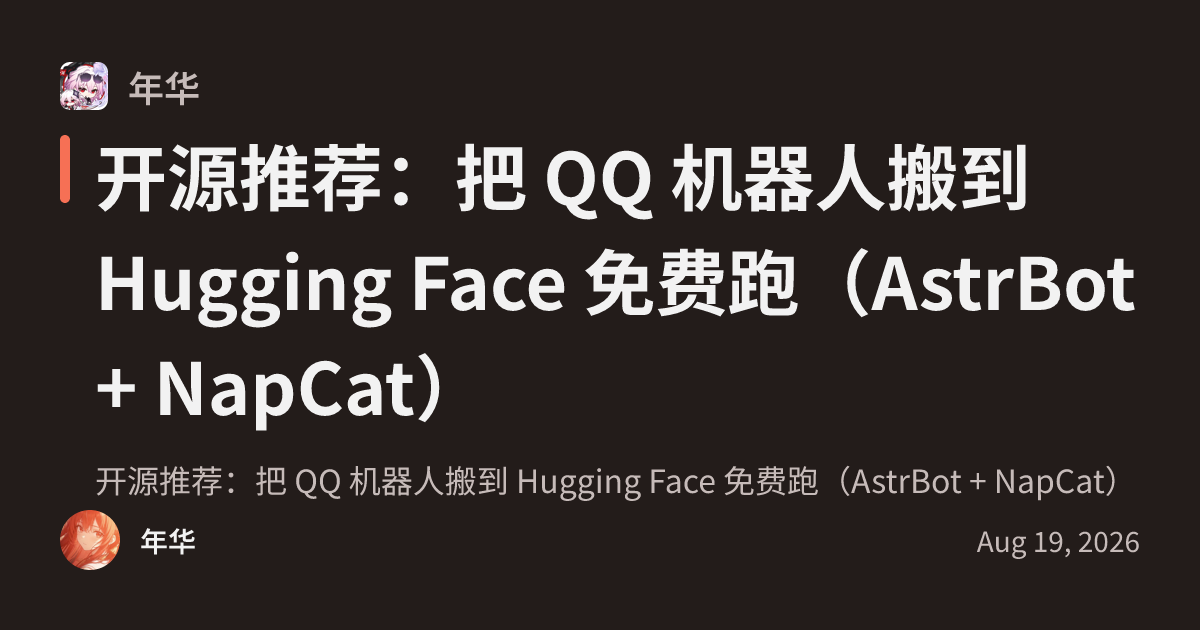 年华
开源推荐：把 QQ 机器人搬到
Hugging Face 免费跑（AstrBot
+ NapCat）
开源推荐：把 QQ 机器人搬到 Hugging Face 免费跑（AstrBot + NapCat）
年华
Aug 19, 2026